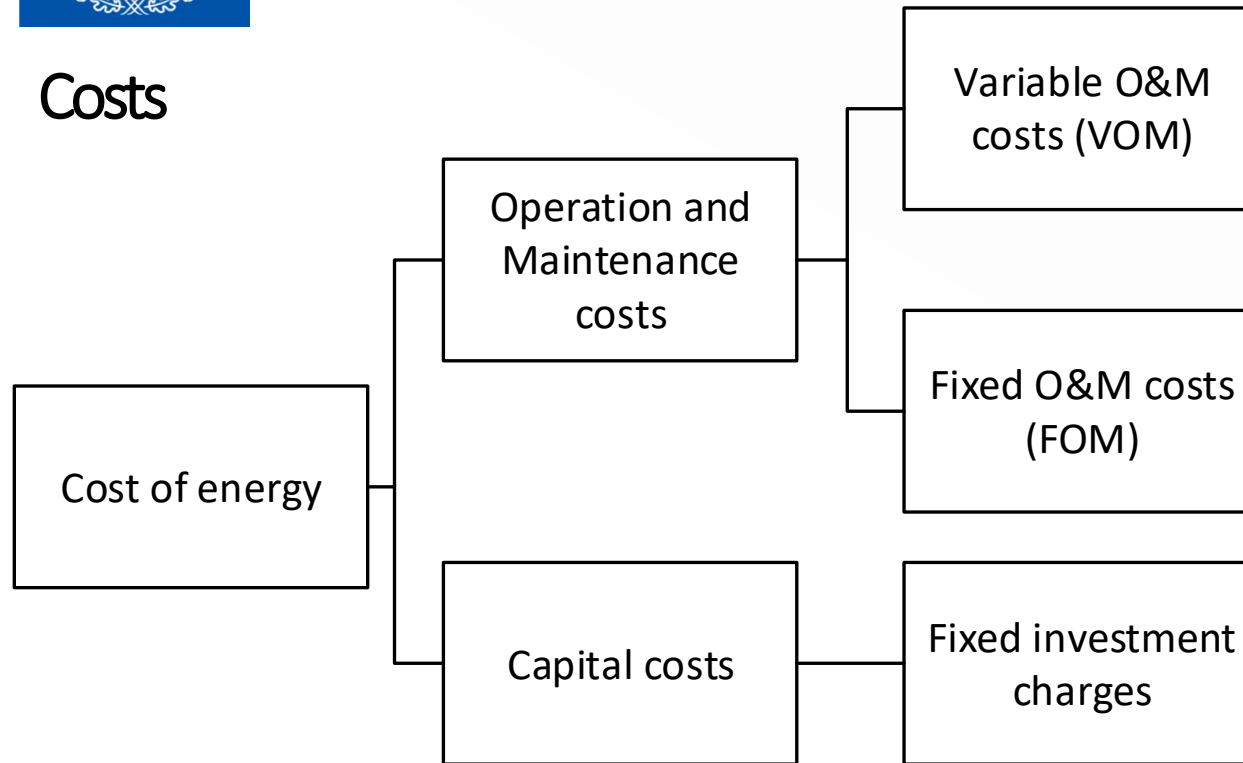 Costs
Variable O&M
costs (VOM)
Operation and
Maintenance
costs
Fixed O&M costs
(FOM)
Cost of energy
Capital costs
Fixed investment
charges